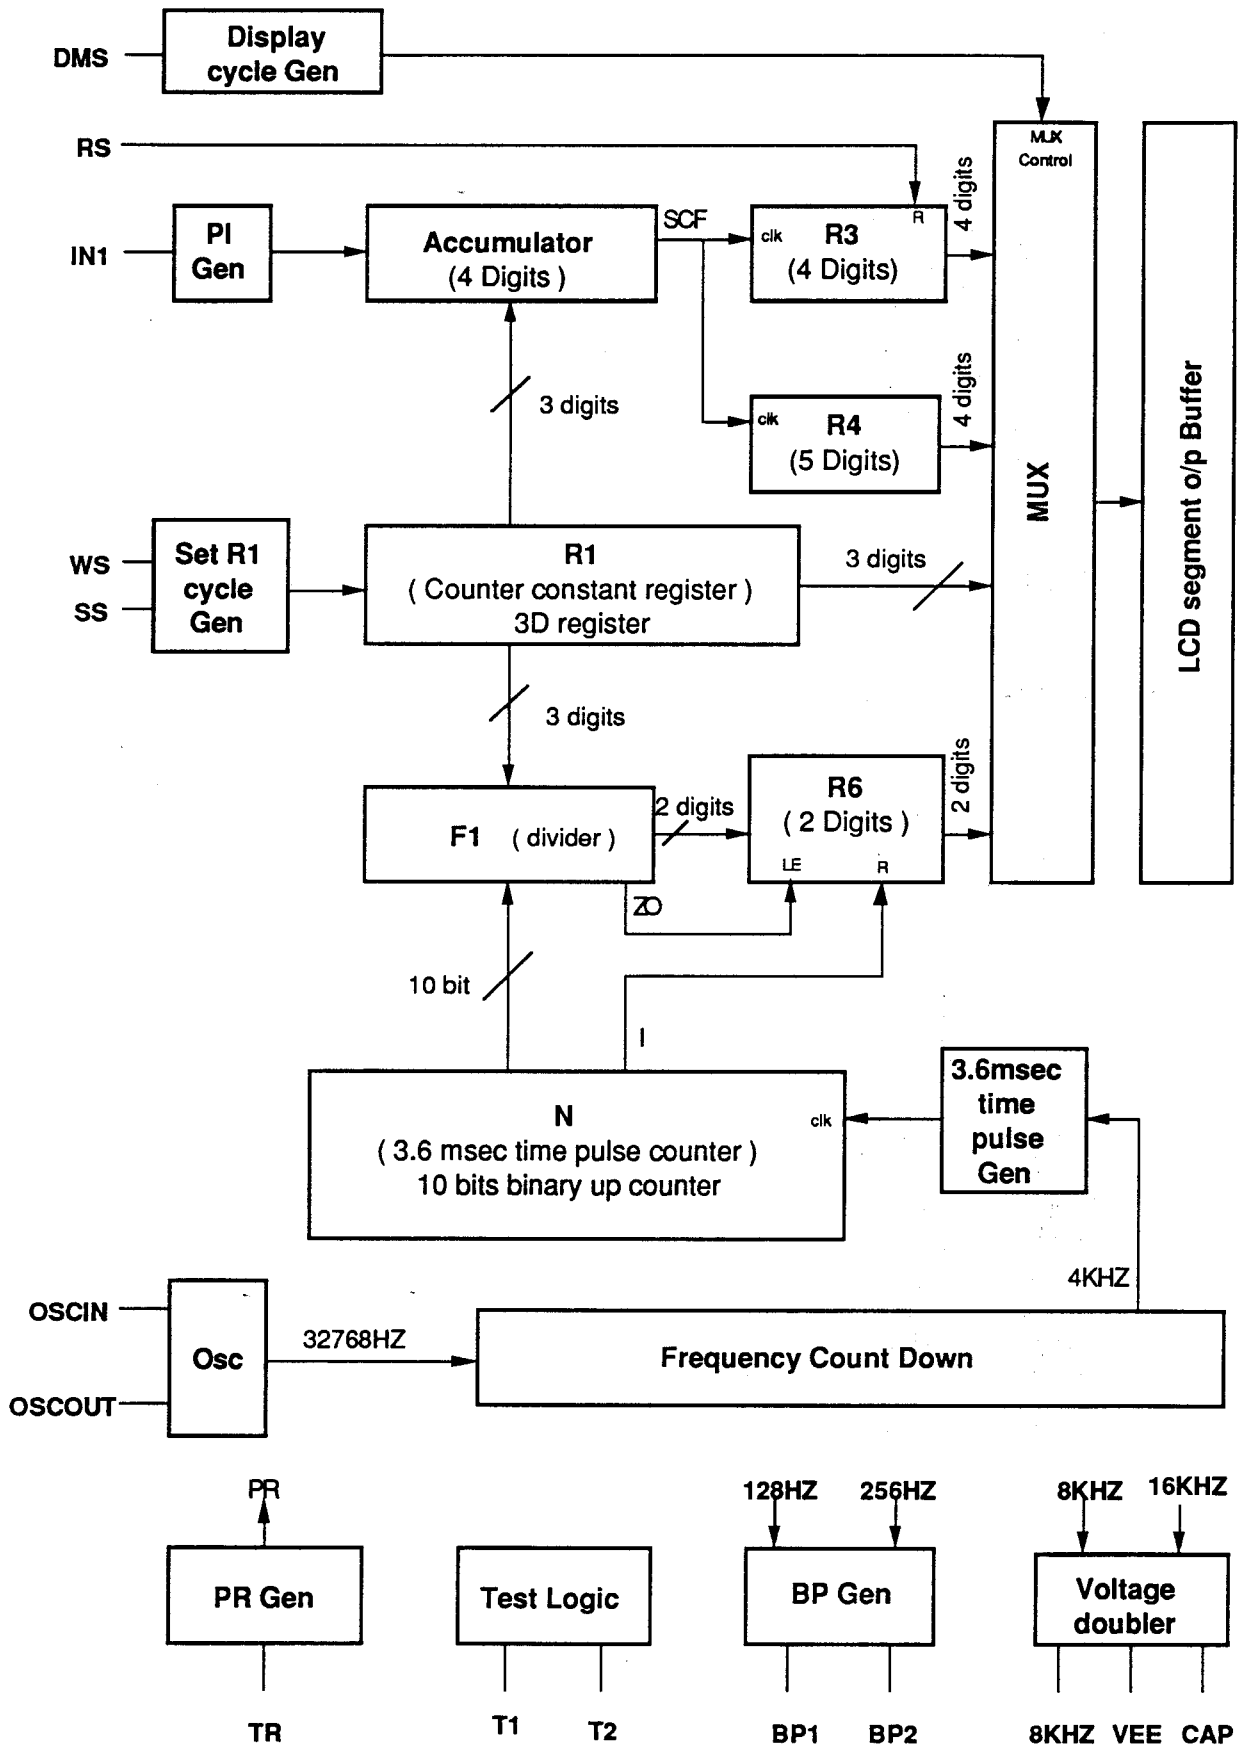 DMS
Display
cycle Gen
RS
MUX
Control
IN1
PI
Gen
Accumulator
(4 Digits )
SCF
clk
R
R3
(4 Digits)
4 digits
3 digits
clk
R4
(5 Digits)
4 digits
MUX
LCD segment o/p Buffer
WS
SS
Set R1
cycle
Gen
R1
( Counter constant register )
3D register
3 digits
3 digits
F1 ( divider )
2 digits
R6
( 2 Digits )
LE
R
2 digits
ZO
10 bit
I
N
( 3.6 msec time pulse counter )
10 bits binary up counter
clk
3.6msec
time
pulse
Gen
4KHZ
OSCIN
OSCOUT
Osc
32768HZ
Frequency Count Down
PR
128HZ
256HZ
8KHZ
16KHZ
PR Gen
Test Logic
BP Gen
Voltage
doubler
TR
T1
T2
BP1
BP2
8KHZ
VEE
CAP